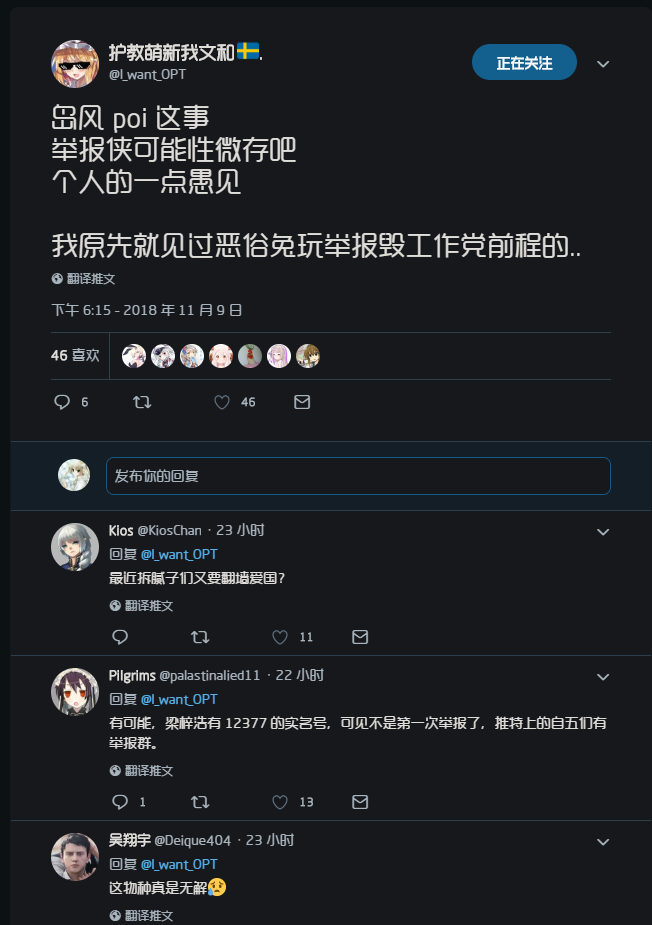 护教萌新我文和🇸🇪.
@I_want_OPT
正在关注
岛风 poi 这事
举报侠可能性微存吧
个人的一点愚见
我原先就见过恶俗兔玩举报毁工作党前程的..
翻译推文
下午 6:15 - 2018 年 11 月 9 日
46 喜欢
6 46
发布你的回复
Kios @KiosChan · 23 小时
回复 @I_want_OPT
最近拆腻子们又要翻墙爱国？
翻译推文
11
Pilgrims @palastinalied11 · 22 小时
回复 @I_want_OPT
有可能，梁梓浩有 12377 的实名号，可见不是第一次举报了，推特上的自五们有
举报群。
翻译推文
1 13
吴翔宇 @Deique404 · 23 小时
回复 @I_want_OPT
这物种真是无解😥
翻译推文